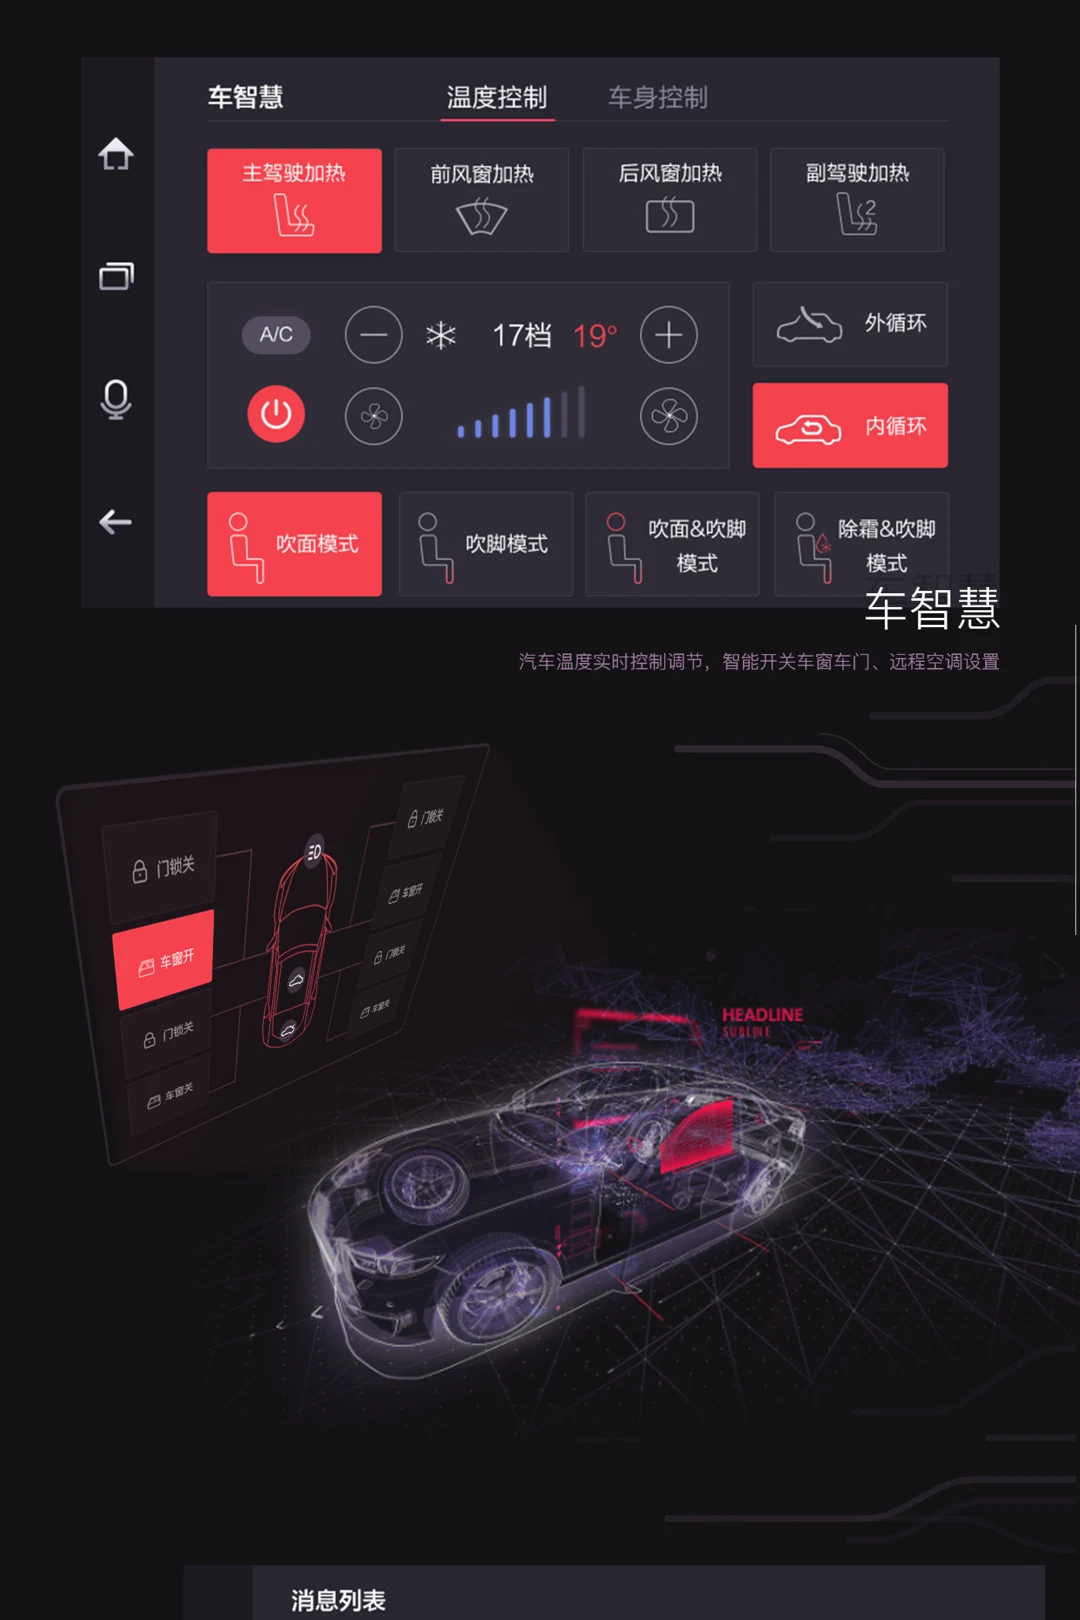 车智慧
温度控制
车身控制
主驾驶加热
前风窗加热
后风窗加热
副驾驶加热
2
A/C
17档 19°
外循环
内循环
吹面模式
吹脚模式
吹面&吹脚
模式
除霜&吹脚
模式
车智慧
汽车温度实时控制调节，智能开关车窗车门、远程空调设置
门锁关
车窗开
门锁关
车窗关
门锁关
车窗开
门锁关
车窗关
HEADLINE
SUBLINE
消息列表